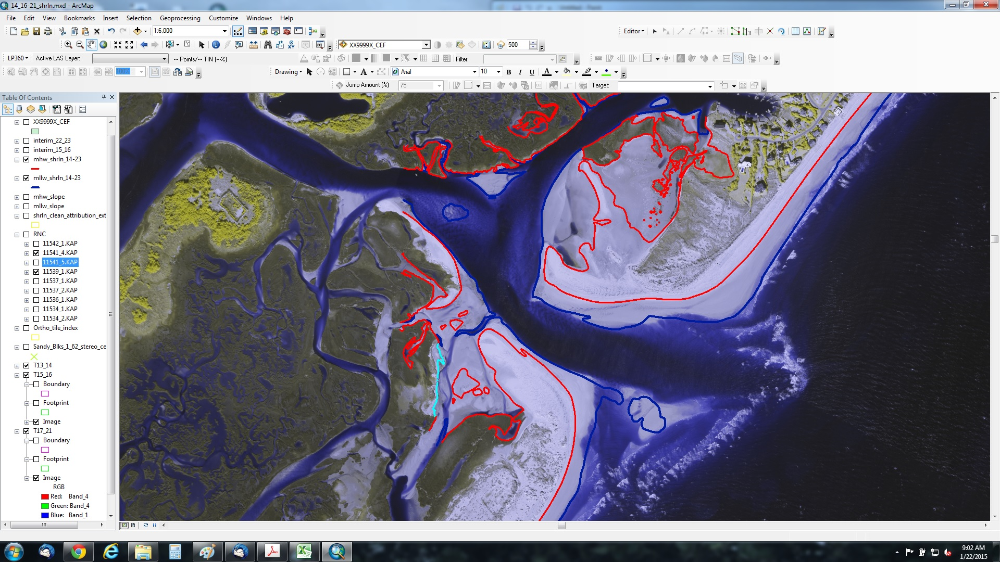 14_16-21_shrln.mxd - ArcMap
File Edit View Bookmarks Insert Selection Geoprocessing Customize Windows Help
1:6,000
Editor
XX9999X_CEF
500
LP360 Active LAS Layer: --- Points/--- TIN (---%) Filter:
100%
Drawing Arial 10 B I U A
Jump Amount (%) 75 Target:
Table Of Contents
XX9999X_CEF
interim_22_23
interim_15_16
mhw_shrln_14-23
mllw_shrln_14-23
mhw_slope
mllw_slope
shrln_clean_attribution_ext
RNC
11542_1.KAP
11541_4.KAP
11541_5.KAP
11539_1.KAP
11537_1.KAP
11537_2.KAP
11536_1.KAP
11534_1.KAP
11534_2.KAP
Ortho_tile_index
Sandy_Blks_1_62_stereo_ce
T13_14
T15_16
Boundary
Footprint
Image
T17_21
Boundary
Footprint
Image
RGB
Red: Band_4
Green: Band_4
Blue: Band_1
9:02 AM
1/22/2015